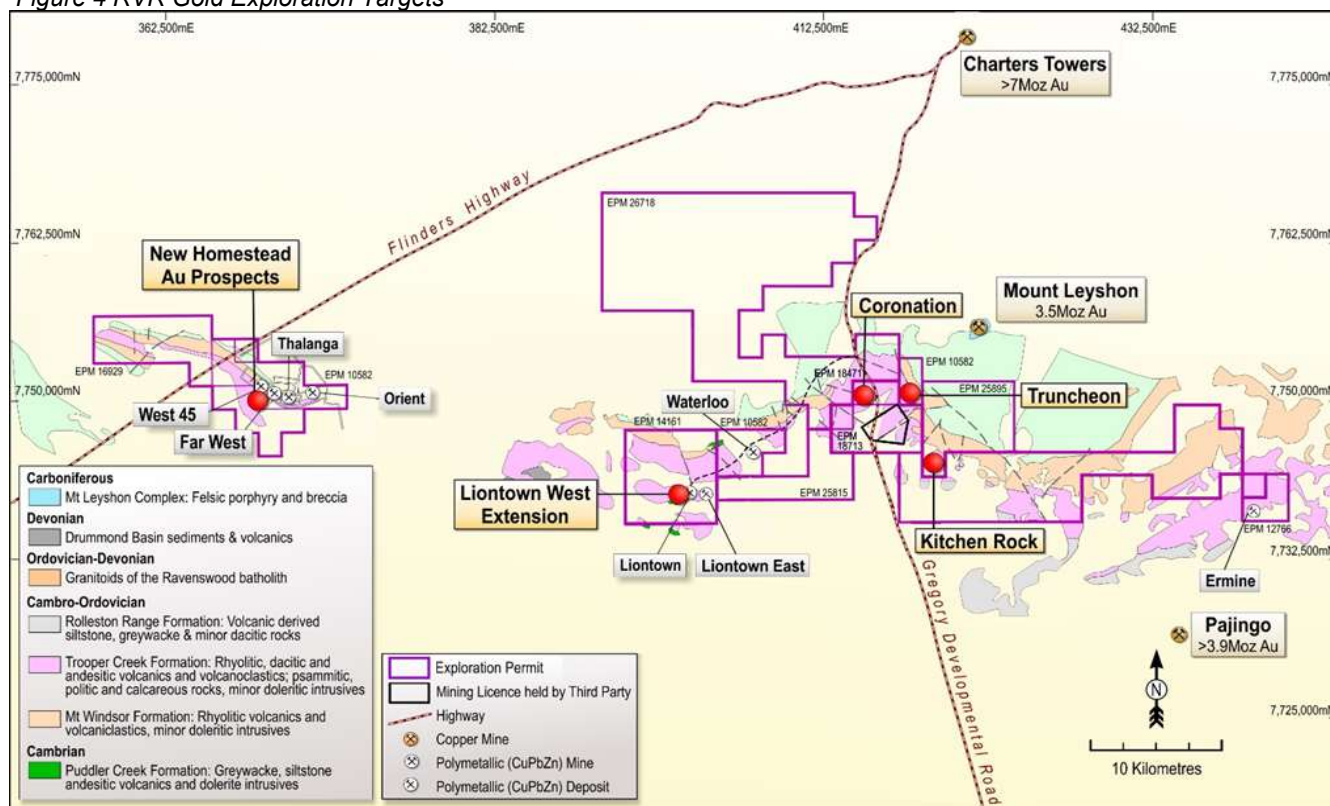 Figure 4 RVR Gold Exploration Targets
362,500mE
382,500mE
412,500mE
432,500mE
Charters Towers
>7Moz Au
7,775,000mN
7,775,000mN
Flinders Highway
EPM 26718
7,762,500mN
7,762,500mN
New Homestead
Au Prospects
Coronation
Mount Leyshon
3.5Moz Au
Thalanga
EPM 16929
EPM 10582
EPM 18471
EPM 10582
EPM 25895
7,750,000mN
7,750,000mN
West 45
Orient
Waterloo
Truncheon
Far West
EPM 14161
EPM 10582
EPM
18713
Liontown West
Extension
EPM 25815
Kitchen Rock
EPM 12766
Liontown
Liontown East
7,732,500mN
Ermine
Gregory Developmental Road
Pajingo
>3.9Moz Au
7,725,000mN
N
10 Kilometres
Carboniferous
Mt Leyshon Complex: Felsic porphyry and breccia
Devonian
Drummond Basin sediments & volcanics
Ordovician-Devonian
Granitoids of the Ravenswood batholith
Cambro-Ordovician
Rolleston Range Formation: Volcanic derived
siltstone, greywacke & minor dacitic rocks
Trooper Creek Formation: Rhyolitic, dacitic and
andesitic volcanics and volcanoclastics; psammitic,
politic and calcareous rocks, minor doleritic intrusives
Mt Windsor Formation: Rhyolitic volcanics and
volcaniclastics, minor doleritic intrusives
Cambrian
Puddler Creek Formation: Greywacke, siltstone
andesitic volcanics and dolerite intrusives
Exploration Permit
Mining Licence held by Third Party
Highway
Copper Mine
Polymetallic (CuPbZn) Mine
Polymetallic (CuPbZn) Deposit